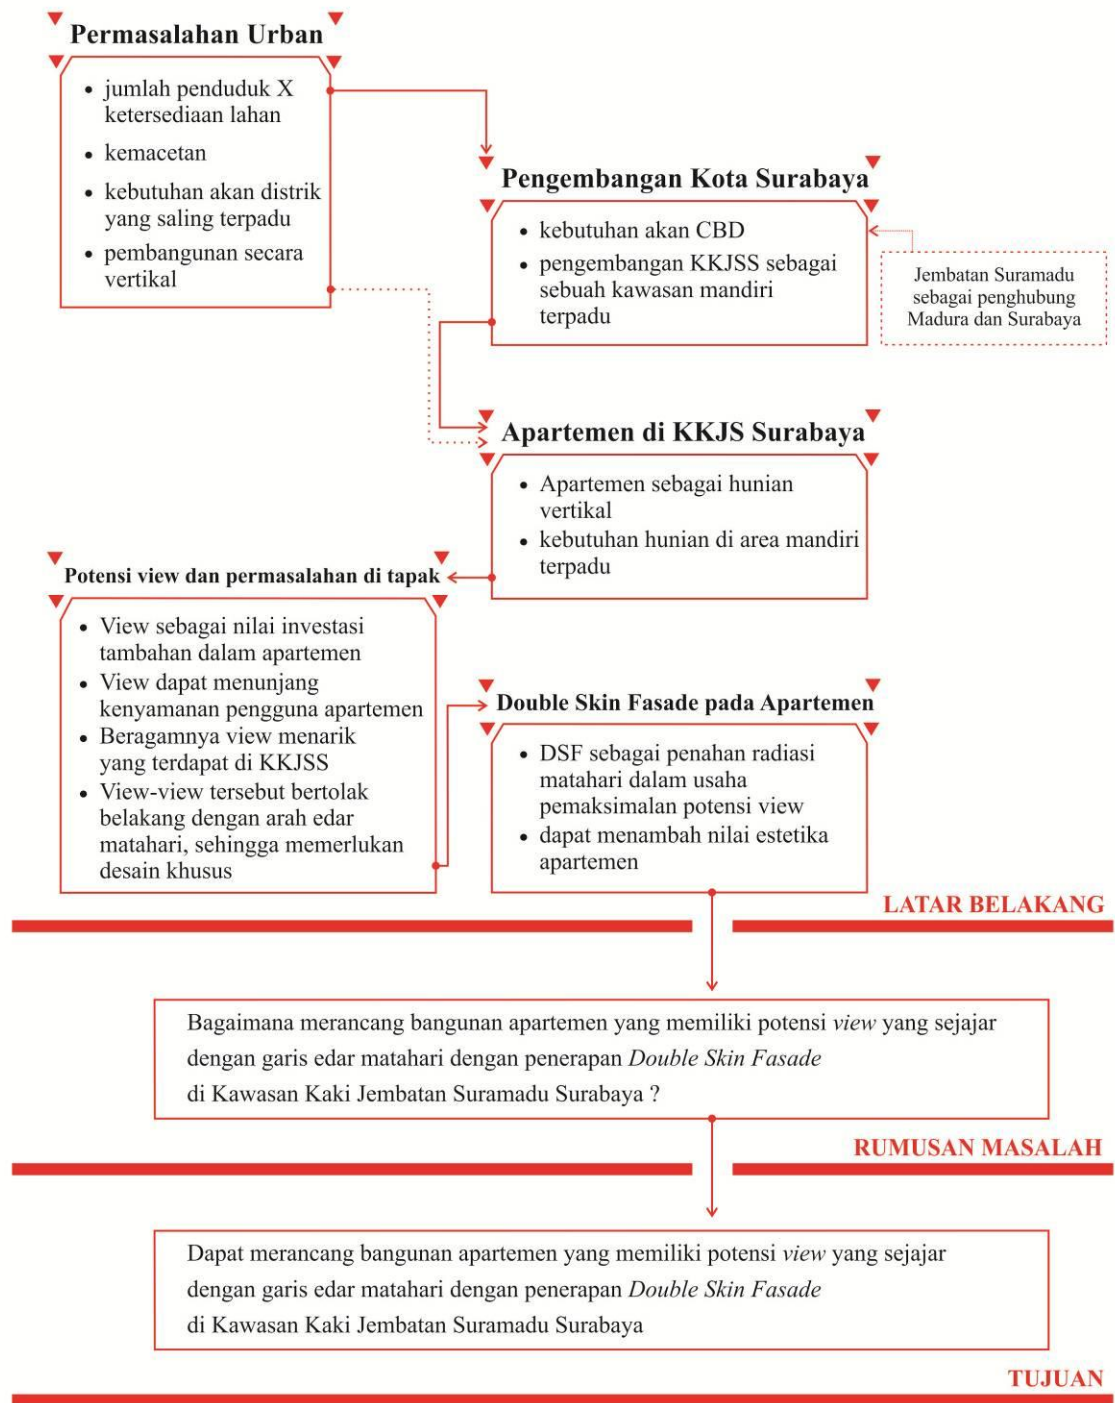 Permasalahan Urban
• jumlah penduduk X
ketersediaan lahan
• kemacetan
• kebutuhan akan distrik
yang saling terpadu
• pembangunan secara
vertikal
Pengembangan Kota Surabaya
• kebutuhan akan CBD
• pengembangan KKJSS sebagai
sebuah kawasan mandiri
terpadu
Jembatan Suramadu
sebagai penghubung
Madura dan Surabaya
Apartemen di KKJS Surabaya
• Apartemen sebagai hunian
vertikal
• kebutuhan hunian di area mandiri
terpadu
Potensi view dan permasalahan di tapak
• View sebagai nilai investasi
tambahan dalam apartemen
• View dapat menunjang
kenyamanan pengguna apartemen
• Beragamnya view menarik
yang terdapat di KKJSS
• View-view tersebut bertolak
belakang dengan arah edar
matahari, sehingga memerlukan
desain khusus
Double Skin Fasade pada Apartemen
• DSF sebagai penahan radiasi
matahari dalam usaha
pemaksimalan potensi view
• dapat menambah nilai estetika
apartemen
LATAR BELAKANG
Bagaimana merancang bangunan apartemen yang memiliki potensi view yang sejajar
dengan garis edar matahari dengan penerapan Double Skin Fasade
di Kawasan Kaki Jembatan Suramadu Surabaya ?
RUMUSAN MASALAH
Dapat merancang bangunan apartemen yang memiliki potensi view yang sejajar
dengan garis edar matahari dengan penerapan Double Skin Fasade
di Kawasan Kaki Jembatan Suramadu Surabaya
TUJUAN